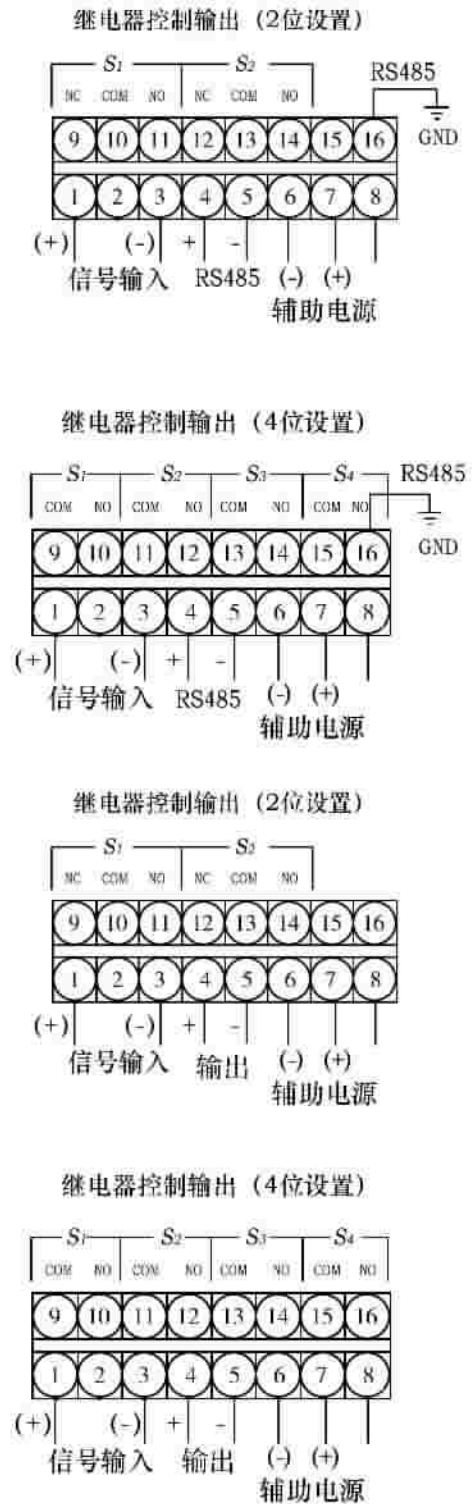 继电器控制输出（2位设置）
S1 S2
RS485
NC COM NO NC COM NO
GND
9 10 11 12 13 14 15 16
1 2 3 4 5 6 7 8
(+) (-) + -
信号输入 RS485 (-) (+)
辅助电源
继电器控制输出（4位设置）
S1 S2 S3 S4 RS485
COM NO COM NO COM NO COM NO
GND
9 10 11 12 13 14 15 16
1 2 3 4 5 6 7 8
(+) (-) + -
信号输入 RS485 (-) (+)
辅助电源
继电器控制输出（2位设置）
S1 S2
NC COM NO NC COM NO
9 10 11 12 13 14 15 16
1 2 3 4 5 6 7 8
(+) (-) + -
信号输入 输出 (-) (+)
辅助电源
继电器控制输出（4位设置）
S1 S2 S3 S4
COM NO COM NO COM NO COM NO
9 10 11 12 13 14 15 16
1 2 3 4 5 6 7 8
(+) (-) + -
信号输入 输出 (-) (+)
辅助电源